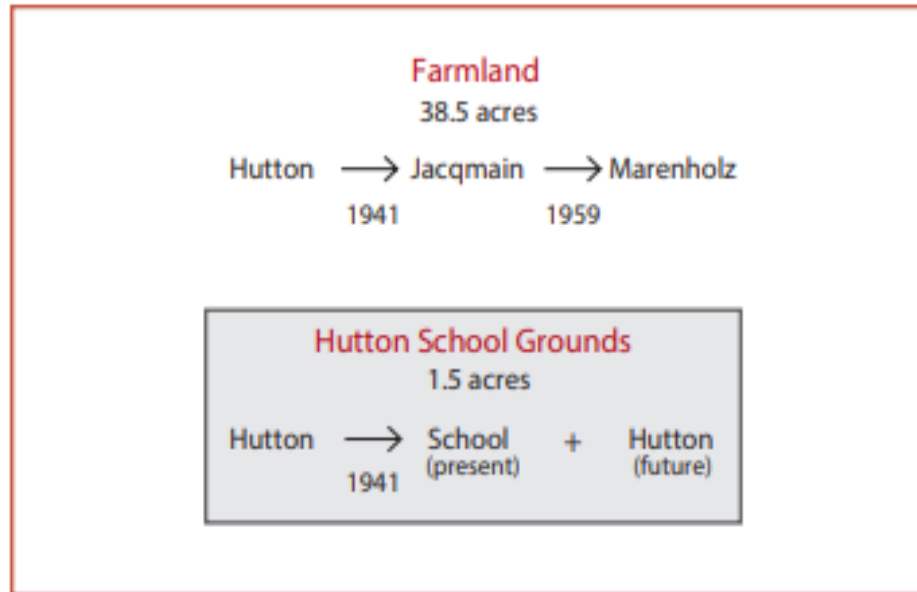 Farmland
38.5 acres
Hutton → Jacqmain → Marenholz
1941 1959
Hutton School Grounds
1.5 acres
Hutton → School + Hutton
(present) (future)
1941